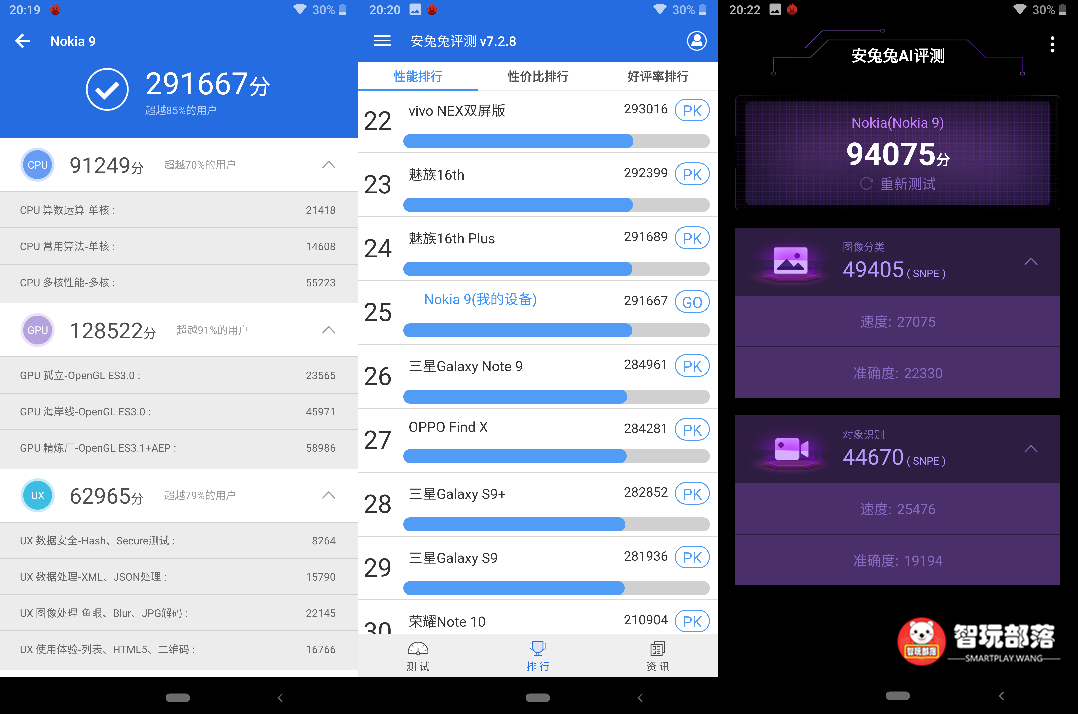 20:19
30%
Nokia 9
291667分
超越85%的用户
CPU
91249分
超越70%的用户
CPU 算数运算-单核 :
21418
CPU 常用算法-单核 :
14608
CPU 多核性能-多核 :
55223
GPU
128522分
超越91%的用户
GPU 孤立-OpenGL ES3.0 :
23565
GPU 海岸线-OpenGL ES3.0 :
45971
GPU 精炼厂-OpenGL ES3.1+AEP :
58986
UX
62965分
超越79%的用户
UX 数据安全-Hash、Secure测试 :
8264
UX 数据处理-XML、JSON处理 :
15790
UX 图像处理-鱼眼、Blur、JPG解码 :
22145
UX 使用体验-列表、HTML5、二维码 :
16766
20:20
30%
安兔兔评测 v7.2.8
性能排行
性价比排行
好评率排行
22 vivo NEX双屏版 293016 PK
23 魅族16th 292399 PK
24 魅族16th Plus 291689 PK
25 Nokia 9(我的设备) 291667 GO
26 三星Galaxy Note 9 284961 PK
27 OPPO Find X 284281 PK
28 三星Galaxy S9+ 282852 PK
29 三星Galaxy S9 281936 PK
30 荣耀Note 10 210904 PK
测试
排行
资讯
20:22
30%
安兔兔AI评测
Nokia(Nokia 9)
94075分
重新测试
图像分类
49405 ( SNPE )
速度: 27075
准确度: 22330
对象识别
44670 ( SNPE )
速度: 25476
准确度: 19194
智玩部落
智玩部落
SMARTPLAY.WANG